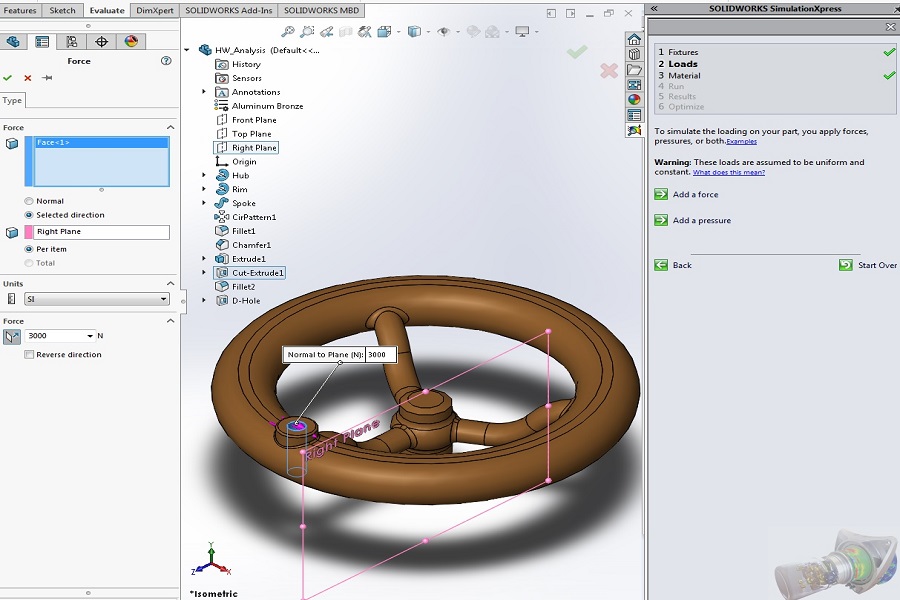 Features Sketch Evaluate DimXpert SOLIDWORKS Add-Ins SOLIDWORKS MBD
Force
Type
Force
Face<1>
Normal
Selected direction
Right Plane
Per item
Total
Units
SI
Force
3000 N
Reverse direction
HW_Analysis (Default<<...
History
Sensors
Annotations
Aluminum Bronze
Front Plane
Top Plane
Right Plane
Origin
Hub
Rim
Spoke
CirPattern1
Fillet1
Chamfer1
Extrude1
Cut-Extrude1
Fillet2
D-Hole
Normal to Plane (N): 3000
Right Plane
Y
Z X
*Isometric
SOLIDWORKS SimulationXpress
1 Fixtures
2 Loads
3 Material
4 Run
5 Results
6 Optimize
To simulate the loading on your part, you apply forces,
pressures, or both.Examples
Warning: These loads are assumed to be uniform and
constant. What does this mean?
Add a force
Add a pressure
Back Start Over